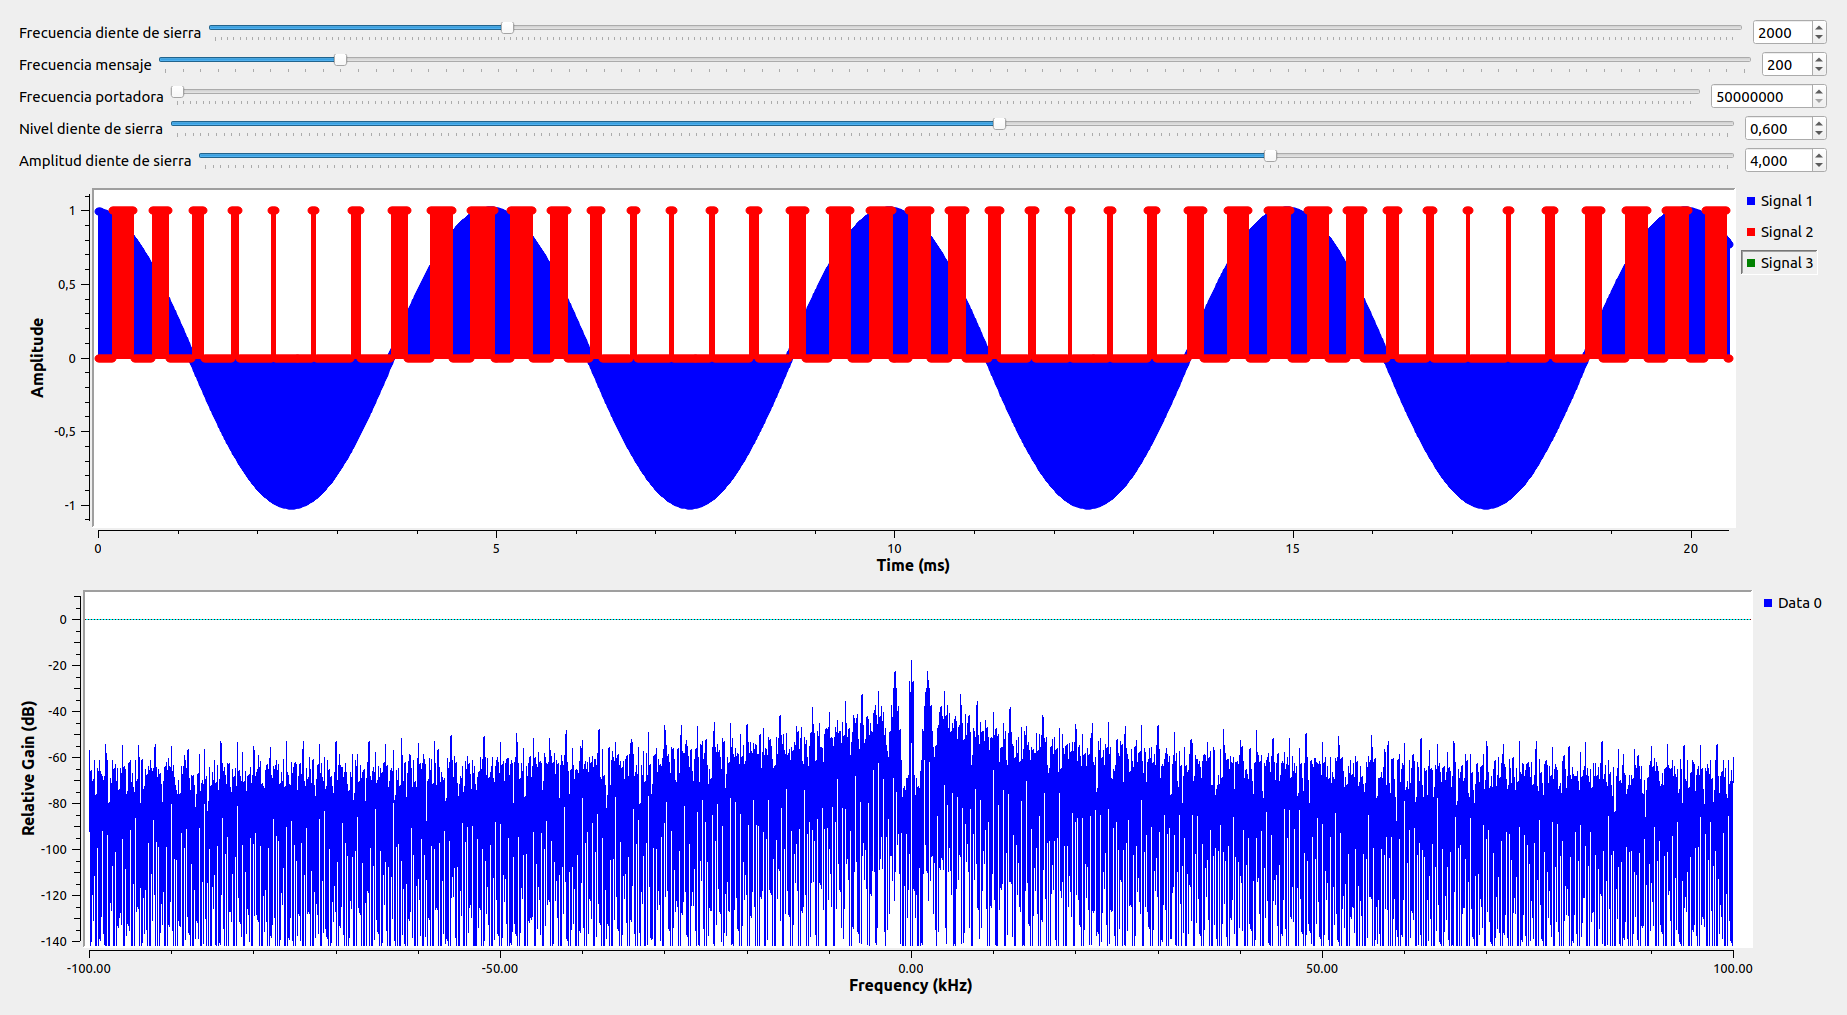 Frecuencia diente de sierra 2000
Frecuencia mensaje 200
Frecuencia portadora 50000000
Nivel diente de sierra 0,600
Amplitud diente de sierra 4,000
Signal 1
Signal 2
Signal 3
Amplitude
1
0,5
0
-0,5
-1
0 5 10 15 20
Time (ms)
Data 0
Relative Gain (dB)
0
-20
-40
-60
-80
-100
-120
-140
-100.00 -50.00 0.00 50.00 100.00
Frequency (kHz)